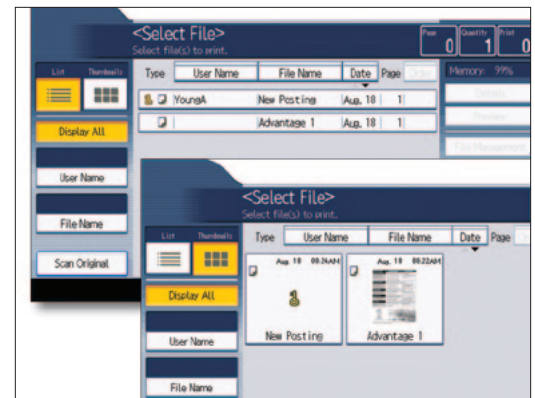 <Select File>
Select file(s) to print.
Page Quantity Print
0 1 0
List Thumbnails
Type User Name File Name Date Page Order
Memory: 99%
YoungA New Posting Aug. 18 1
Details
Advantage 1 Aug. 18 1
Preview
Display All
File Management
User Name
File Name
Scan Original
<Select File>
Select file(s) to print.
List Thumbnails
Type User Name File Name Date Page
Aug. 18 08:24AM
Aug. 18 08:22AM
Display All
New Posting
Advantage 1
User Name
File Name